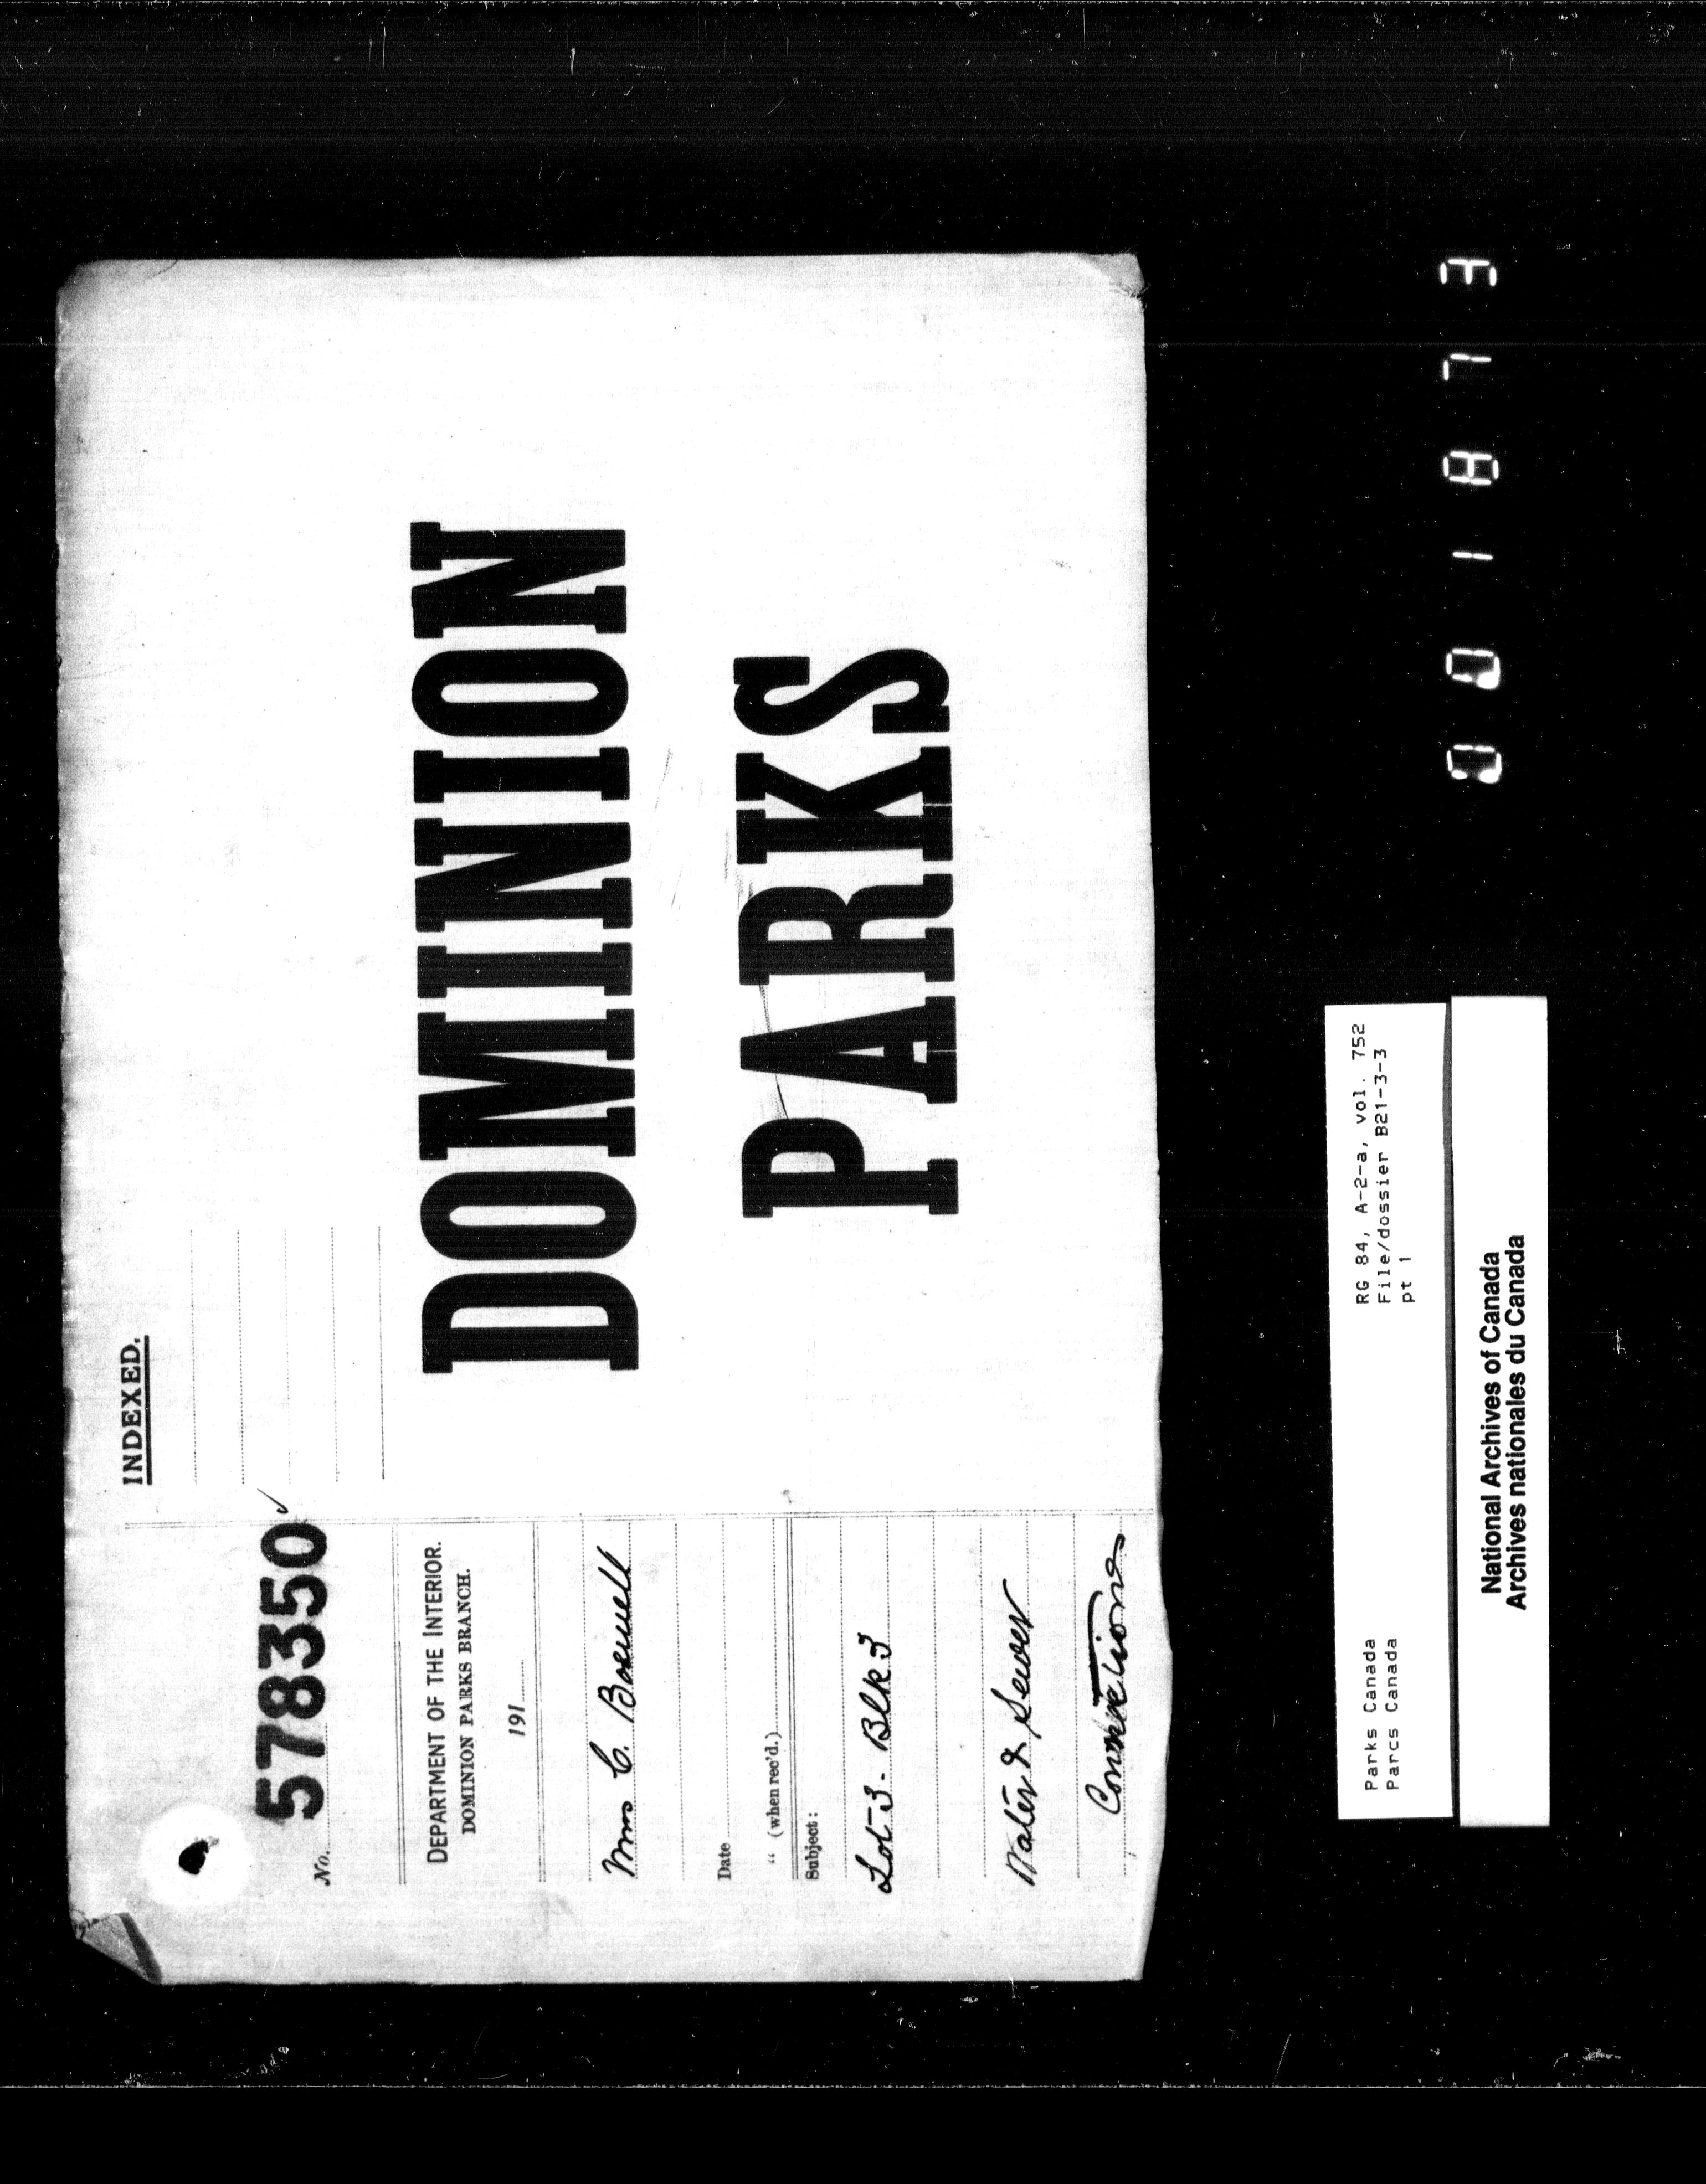 INDEXED.
No. 578350 ✓
DEPARTMENT OF THE INTERIOR.
DOMINION PARKS BRANCH.
191
Mrs C.
Date
" (when rec'd.)
Subject:
Lot 3 - Blk 3
Water & Sewer
Connections
DOMINION
PARKS
Parks Canada
Parcs Canada
RG 84, A-2-a, vol. 752
File/dossier B21-3-3
pt 1
National Archives of Canada
Archives nationales du Canada
001873